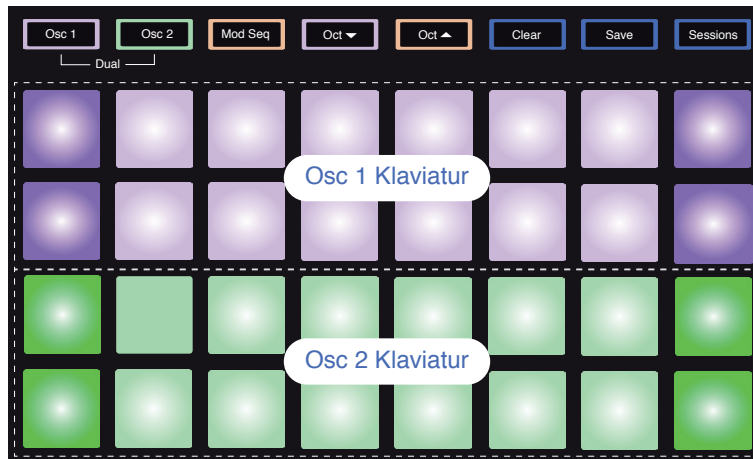 Osc 1 Osc 2 Mod Seq Oct ▼ Oct ▲ Clear Save Sessions
Dual
Osc 1 Klaviatur
Osc 2 Klaviatur